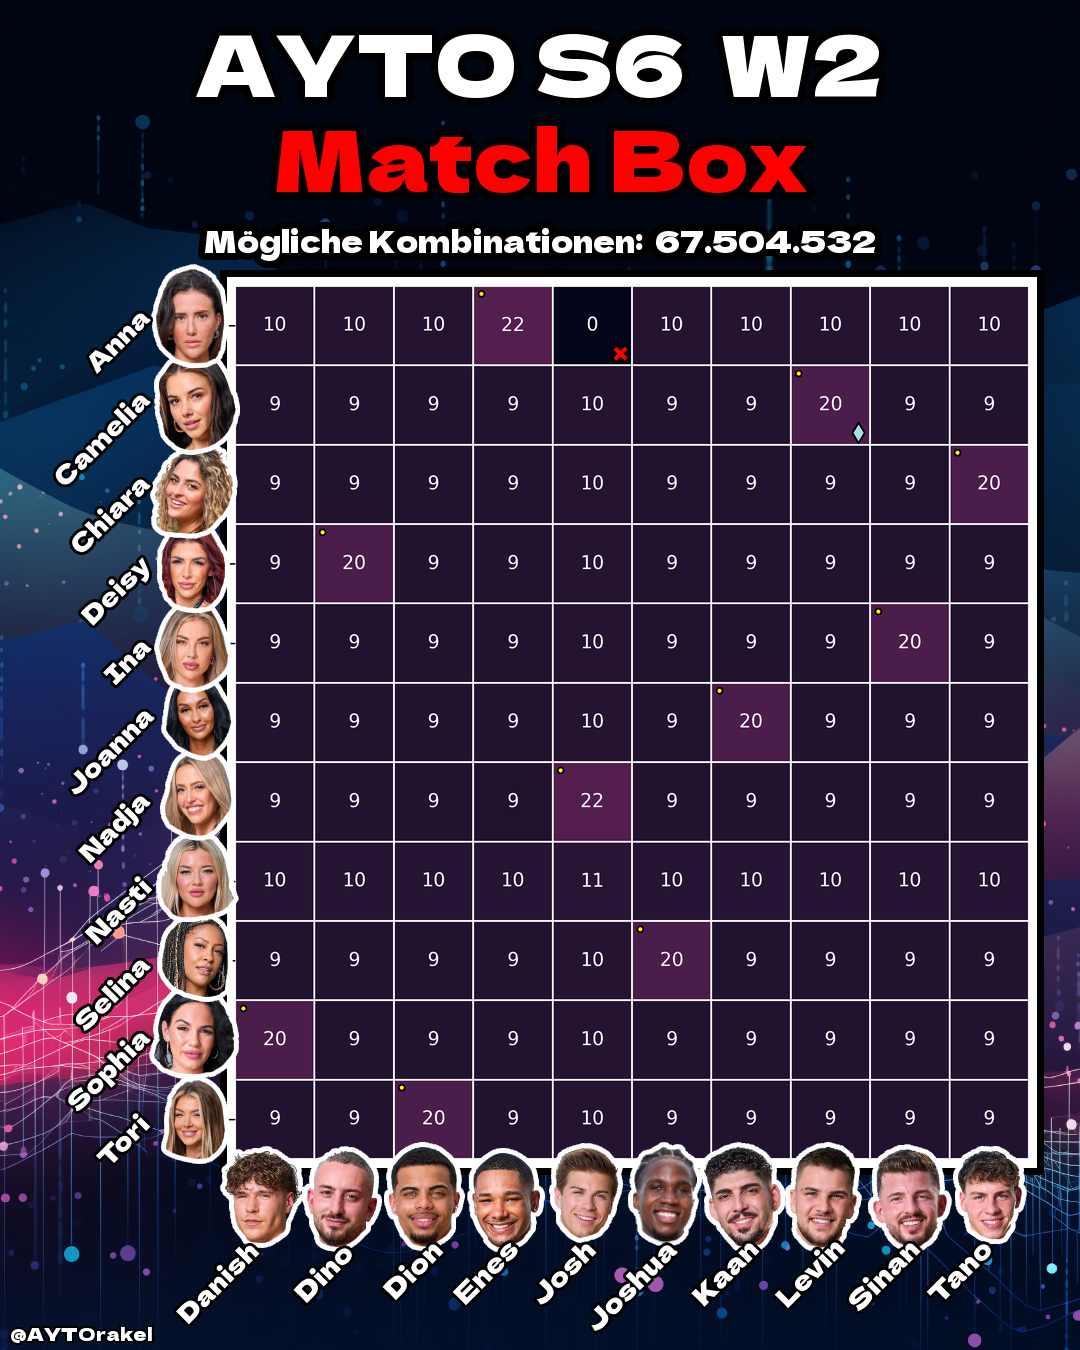 AYTO S6 W2
Match Box
Mögliche Kombinationen: 67.504.532
Anna 10 10 10 22 0 10 10 10 10 10
Camelia 9 9 9 9 10 9 9 20 9 9
Chiara 9 9 9 9 10 9 9 9 9 20
Deisy 9 20 9 9 10 9 9 9 9 9
Ina 9 9 9 9 10 9 9 9 20 9
Joanna 9 9 9 9 10 9 20 9 9 9
Nadja 9 9 9 9 22 9 9 9 9 9
Nasti 10 10 10 10 11 10 10 10 10 10
Selina 9 9 9 9 10 20 9 9 9 9
Sophia 20 9 9 9 10 9 9 9 9 9
Tori 9 9 20 9 10 9 9 9 9 9
Danish Dino Dion Enes Josh Joshua Kaan Levin Sinan Tano
@AYTOrakel